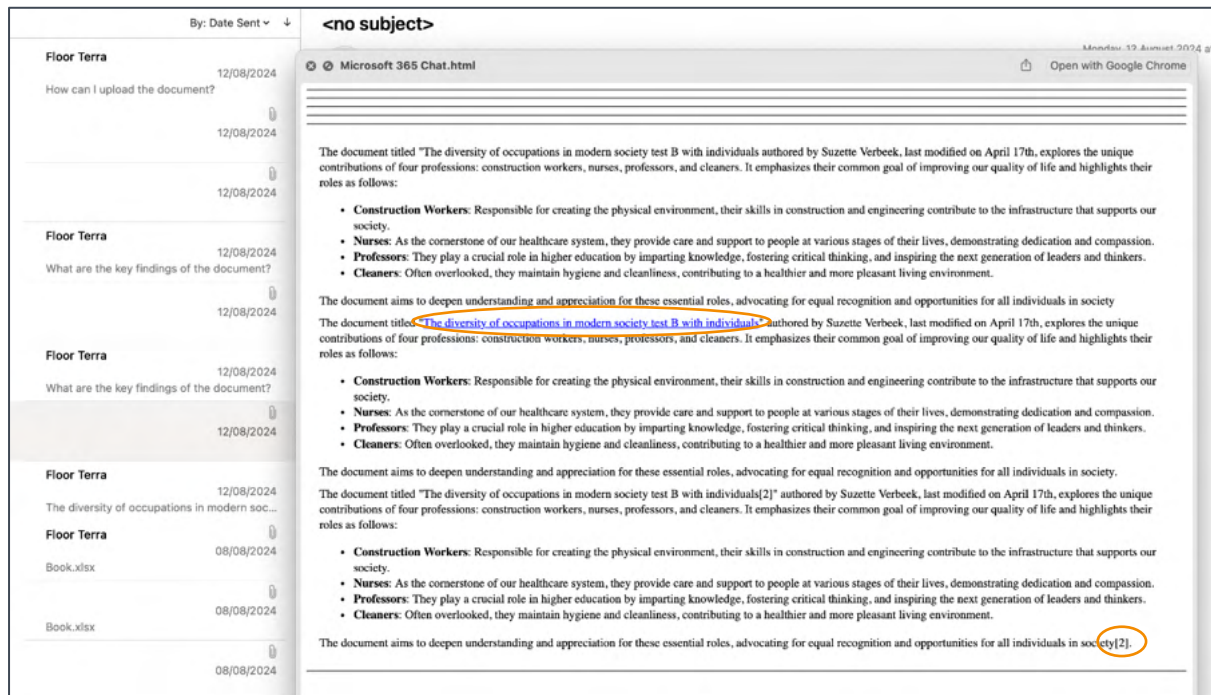 By: Date Sent
<no subject>
Floor Terra
12/08/2024
How can I upload the document?
12/08/2024
12/08/2024
Floor Terra
12/08/2024
What are the key findings of the document?
12/08/2024
Floor Terra
12/08/2024
What are the key findings of the document?
12/08/2024
Floor Terra
12/08/2024
The diversity of occupations in modern soc...
Floor Terra
08/08/2024
Book.xlsx
08/08/2024
Book.xlsx
08/08/2024
Monday, 12 August 2024 at
Microsoft 365 Chat.html
Open with Google Chrome
The document titled "The diversity of occupations in modern society test B with individuals authored by Suzette Verbeek, last modified on April 17th, explores the unique
contributions of four professions: construction workers, nurses, professors, and cleaners. It emphasizes their common goal of improving our quality of life and highlights their
roles as follows:
• Construction Workers: Responsible for creating the physical environment, their skills in construction and engineering contribute to the infrastructure that supports our
society.
• Nurses: As the cornerstone of our healthcare system, they provide care and support to people at various stages of their lives, demonstrating dedication and compassion.
• Professors: They play a crucial role in higher education by imparting knowledge, fostering critical thinking, and inspiring the next generation of leaders and thinkers.
• Cleaners: Often overlooked, they maintain hygiene and cleanliness, contributing to a healthier and more pleasant living environment.
The document aims to deepen understanding and appreciation for these essential roles, advocating for equal recognition and opportunities for all individuals in society
The document titled "The diversity of occupations in modern society test B with individuals" authored by Suzette Verbeek, last modified on April 17th, explores the unique
contributions of four professions: construction workers, nurses, professors, and cleaners. It emphasizes their common goal of improving our quality of life and highlights their
roles as follows:
• Construction Workers: Responsible for creating the physical environment, their skills in construction and engineering contribute to the infrastructure that supports our
society.
• Nurses: As the cornerstone of our healthcare system, they provide care and support to people at various stages of their lives, demonstrating dedication and compassion.
• Professors: They play a crucial role in higher education by imparting knowledge, fostering critical thinking, and inspiring the next generation of leaders and thinkers.
• Cleaners: Often overlooked, they maintain hygiene and cleanliness, contributing to a healthier and more pleasant living environment.
The document aims to deepen understanding and appreciation for these essential roles, advocating for equal recognition and opportunities for all individuals in society.
The document titled "The diversity of occupations in modern society test B with individuals[2]" authored by Suzette Verbeek, last modified on April 17th, explores the unique
contributions of four professions: construction workers, nurses, professors, and cleaners. It emphasizes their common goal of improving our quality of life and highlights their
roles as follows:
• Construction Workers: Responsible for creating the physical environment, their skills in construction and engineering contribute to the infrastructure that supports our
society.
• Nurses: As the cornerstone of our healthcare system, they provide care and support to people at various stages of their lives, demonstrating dedication and compassion.
• Professors: They play a crucial role in higher education by imparting knowledge, fostering critical thinking, and inspiring the next generation of leaders and thinkers.
• Cleaners: Often overlooked, they maintain hygiene and cleanliness, contributing to a healthier and more pleasant living environment.
The document aims to deepen understanding and appreciation for these essential roles, advocating for equal recognition and opportunities for all individuals in society[2].